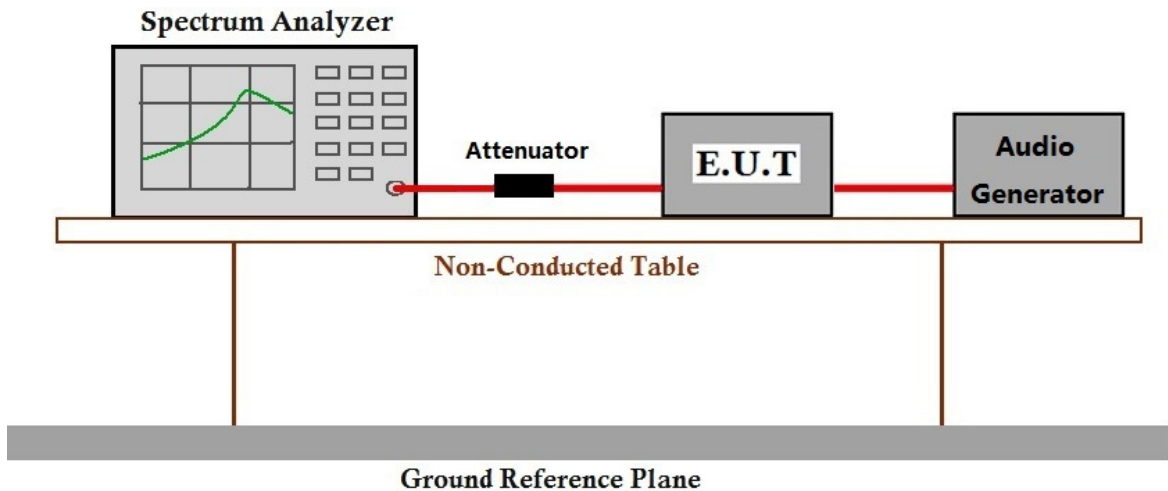 Spectrum Analyzer
Attenuator
E.U.T
Audio
Generator
Non-Conducted Table
Ground Reference Plane